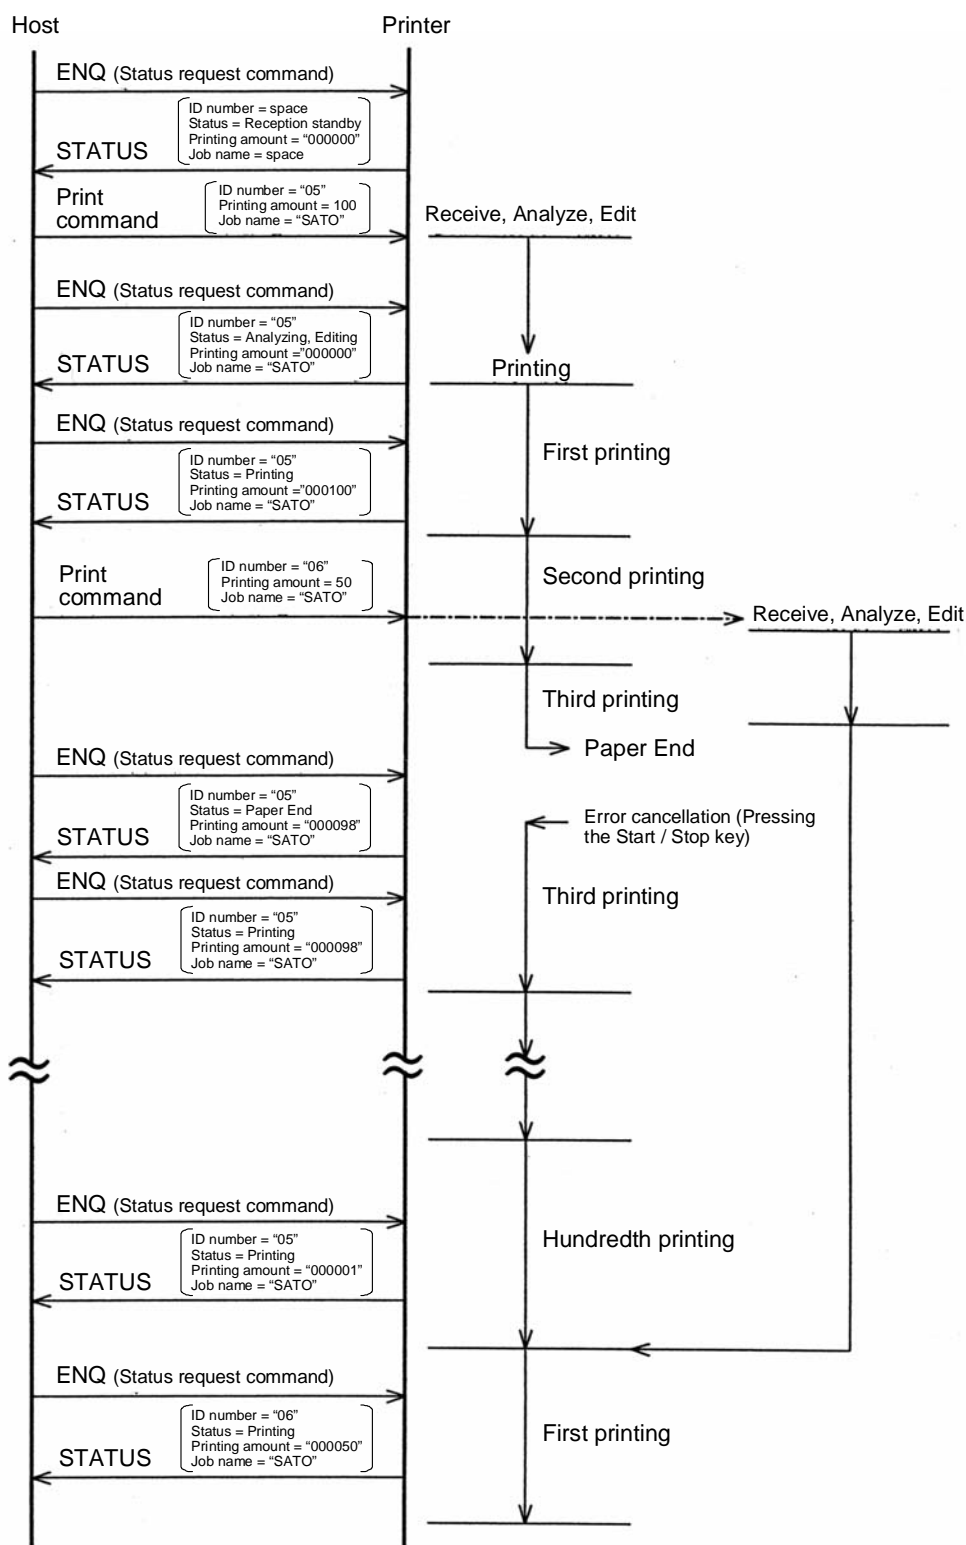 Host
Printer
ENQ (Status request command)
ID number = space
Status = Reception standby
Printing amount = “000000”
Job name = space
STATUS
Print
command
ID number = “05”
Printing amount = 100
Job name = “SATO”
Receive, Analyze, Edit
ENQ (Status request command)
ID number = “05”
Status = Analyzing, Editing
Printing amount =”000000”
Job name = “SATO”
STATUS
Printing
ENQ (Status request command)
First printing
ID number = “05”
Status = Printing
Printing amount =”000100”
Job name = “SATO”
STATUS
Print
command
ID number = “06”
Printing amount = 50
Job name = “SATO”
Second printing
Receive, Analyze, Edit
Third printing
Paper End
ENQ (Status request command)
ID number = “05”
Status = Paper End
Printing amount = “000098”
Job name = “SATO”
STATUS
Error cancellation (Pressing
the Start / Stop key)
ENQ (Status request command)
Third printing
ID number = “05”
Status = Printing
Printing amount = “000098”
Job name = “SATO”
STATUS
ENQ (Status request command)
Hundredth printing
ID number = “05”
Status = Printing
Printing amount = “000001”
Job name = “SATO”
STATUS
ENQ (Status request command)
ID number = “06”
Status = Printing
Printing amount = “000050”
Job name = “SATO”
STATUS
First printing